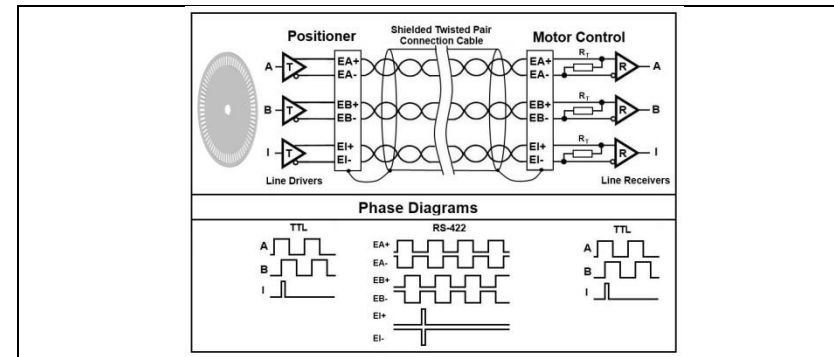 Positioner
Shielded Twisted Pair
Connection Cable
Motor Control
A
T
EA+
EA-
EA+
EA-
RT
R
A
B
T
EB+
EB-
EB+
EB-
RT
R
B
I
T
EI+
EI-
EI+
EI-
RT
R
I
Line Drivers
Line Receivers
Phase Diagrams
TTL
A
B
I
RS-422
EA+
EA-
EB+
EB-
EI+
EI-
TTL
A
B
I